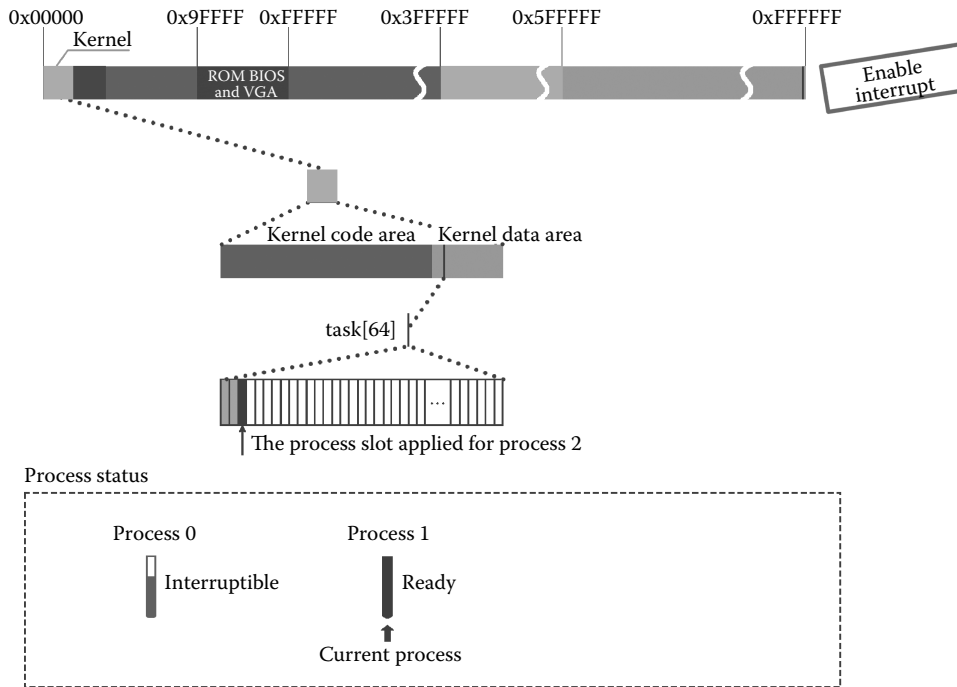 0x00000 0x9FFFF 0xFFFFF 0x3FFFFF 0x5FFFFF 0xFFFFFF
Kernel
ROM BIOS
and VGA
Enable
interrupt
Kernel code area Kernel data area
task[64]
...
The process slot applied for process 2
Process status
Process 0 Process 1
Interruptible Ready
Current process